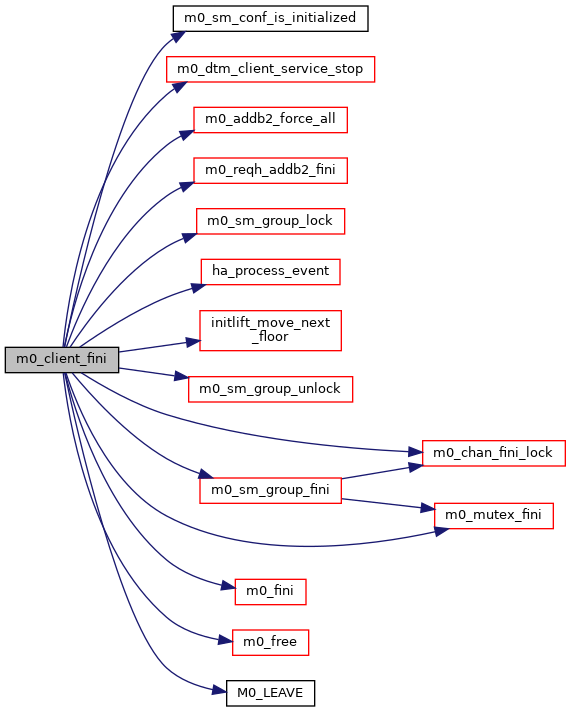 m0_sm_conf_is_initialized
m0_dtm_client_service_stop
m0_addb2_force_all
m0_reqh_addb2_fini
m0_sm_group_lock
ha_process_event
initlift_move_next
_floor
m0_client_fini
m0_sm_group_unlock
m0_chan_fini_lock
m0_sm_group_fini
m0_mutex_fini
m0_fini
m0_free
M0_LEAVE